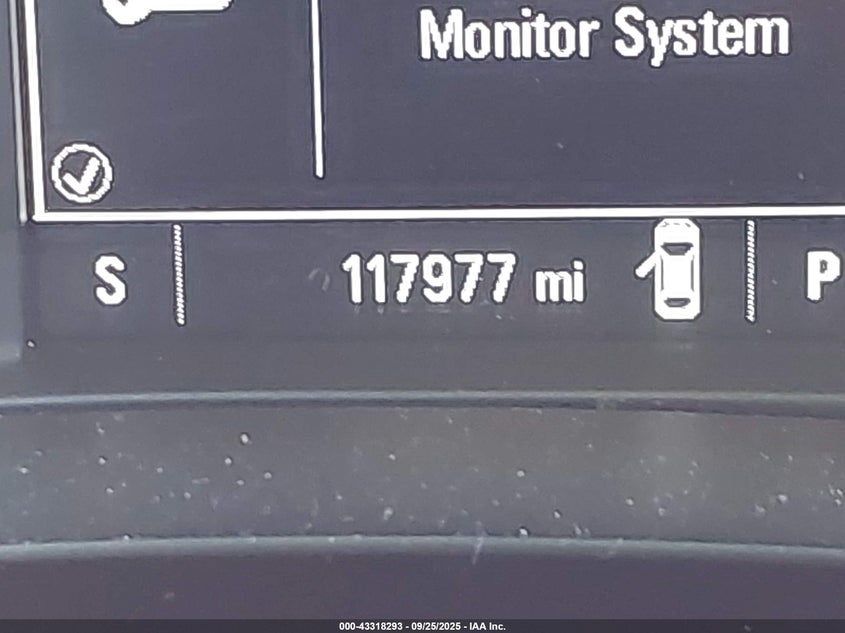 Monitor System
S 117977 mi P
000-43318293 - 09/25/2025 - IAA Inc.